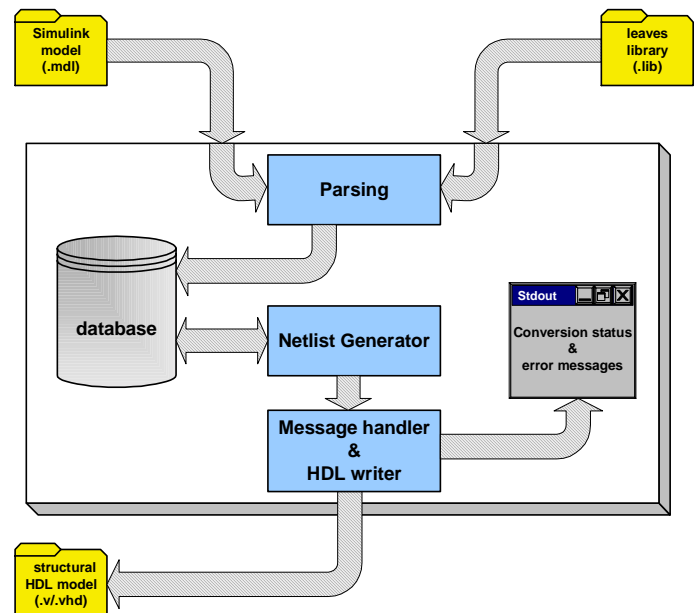 Simulink
model
(.mdl)
leaves
library
(.lib)
Parsing
database
Netlist Generator
Stdout
Conversion status
&
error messages
Message handler
&
HDL writer
structural
HDL model
(.v/.vhd)